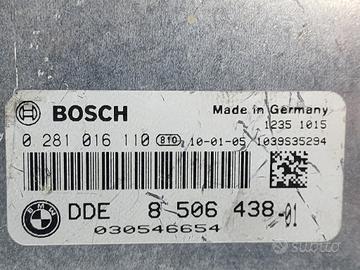 BOSCH
Made in Germany
1235 1015
0 281 016 110 810 10-01-05 1039S35294
BMW
DDE 8 506 438-01
030546654
subito